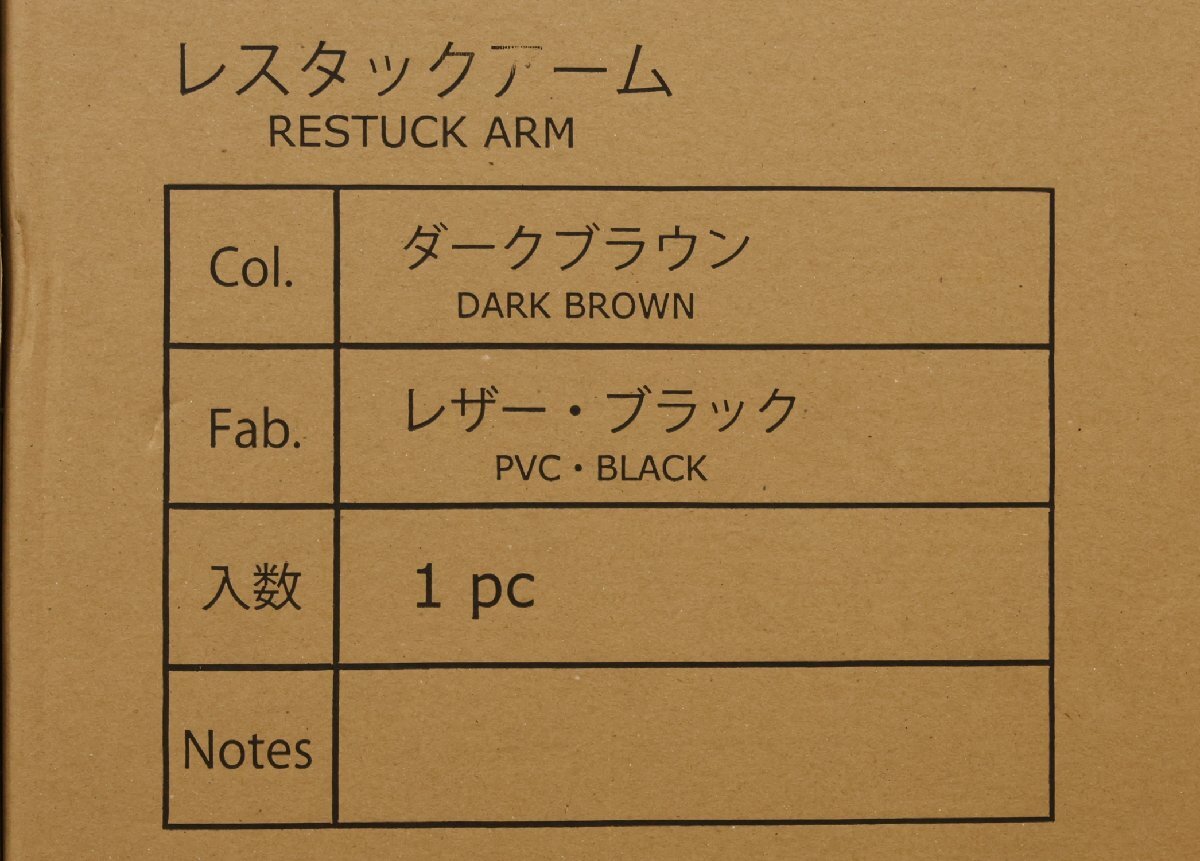 レスタックアーム
RESTUCK ARM
Col.
ダークブラウン
DARK BROWN
Fab.
レザー・ブラック
PVC・BLACK
入数
1 pc
Notes